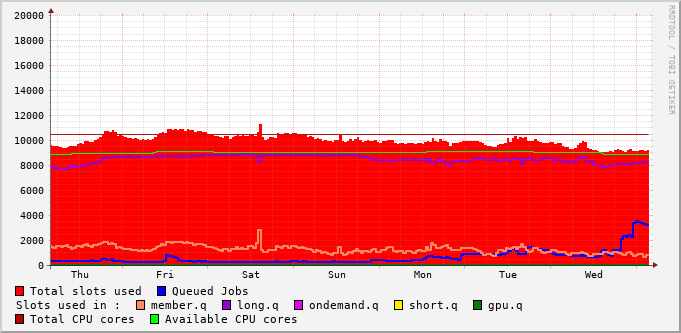 RRDTOOL / TOBI OETIKER
20000
18000
16000
14000
12000
10000
8000
6000
4000
2000
0
Thu Fri Sat Sun Mon Tue Wed
Total slots used Queued Jobs
Slots used in : member.q long.q ondemand.q short.q gpu.q
Total CPU cores Available CPU cores